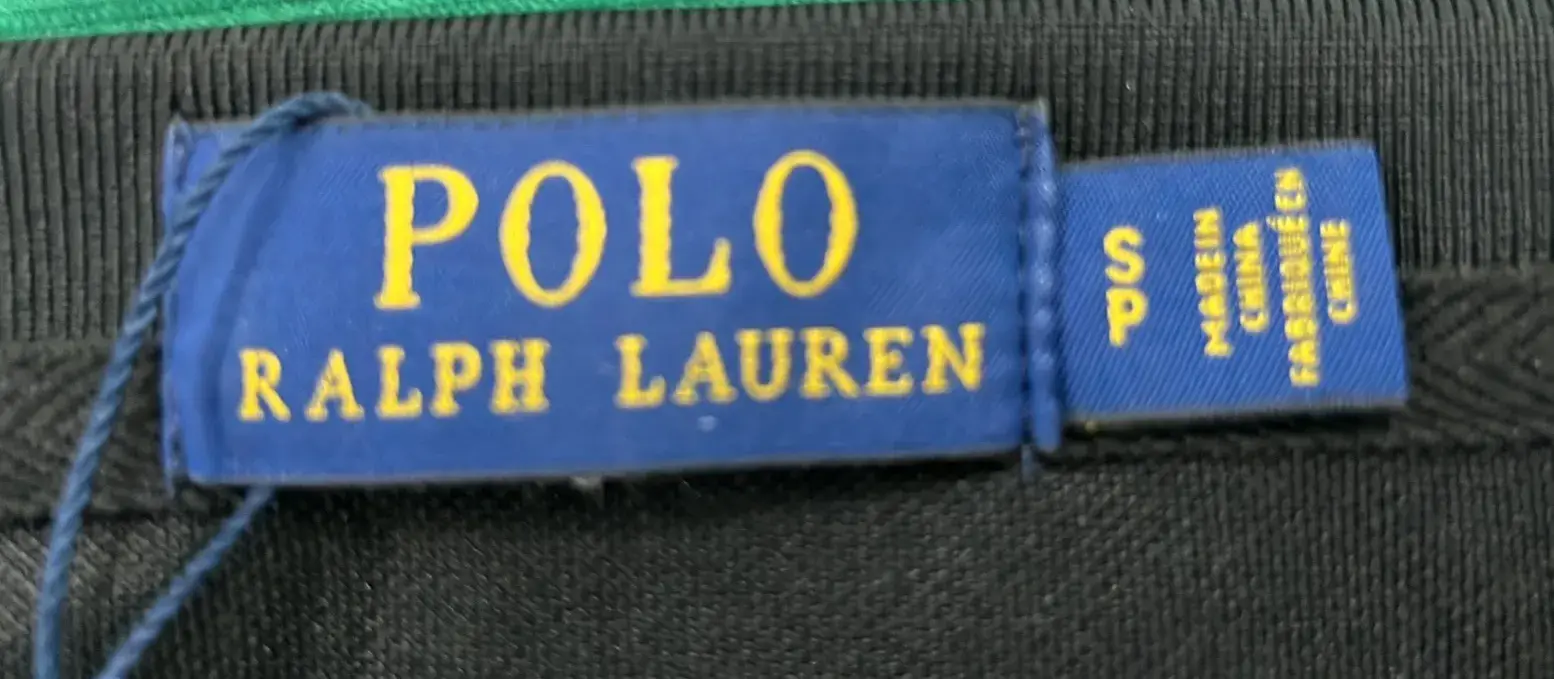 POLO
RALPH LAUREN
S
P
MADE IN
CHINA
FABRIQUÉ EN
CHINE